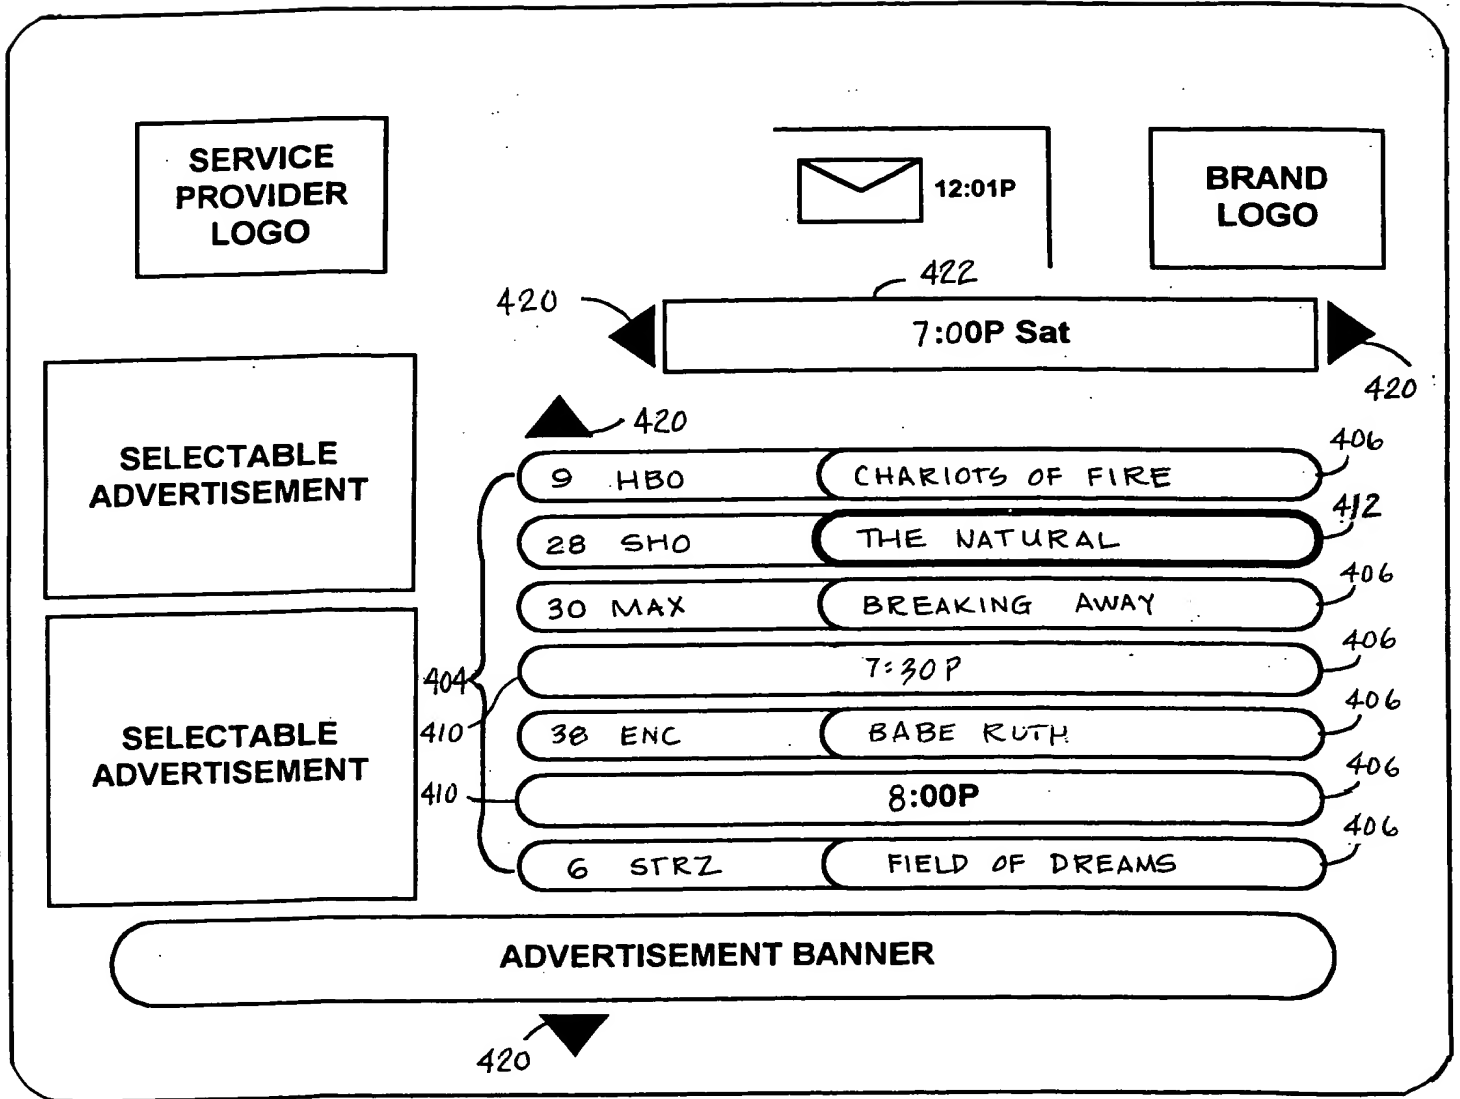 SERVICE
PROVIDER
LOGO
12:01P
BRAND
LOGO
422
420
7:00P Sat
420
SELECTABLE
ADVERTISEMENT
420
9 HBO CHARIOTS OF FIRE 406
28 SHO THE NATURAL 412
30 MAX BREAKING AWAY 406
404
7:30P 406
410
38 ENC BABE RUTH 406
SELECTABLE
ADVERTISEMENT
410
8:00P 406
6 STRZ FIELD OF DREAMS 406
ADVERTISEMENT BANNER
420